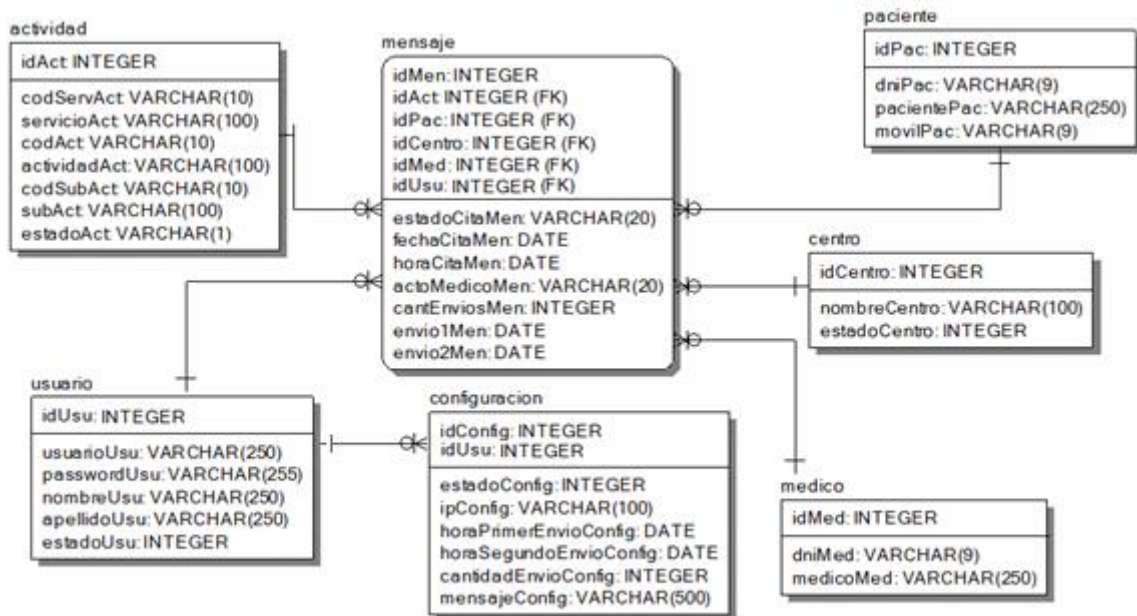 actividad
idAct: INTEGER
codServAct: VARCHAR(10)
servicioAct: VARCHAR(100)
codAct: VARCHAR(10)
actividadAct: VARCHAR(100)
codSubAct: VARCHAR(10)
subAct: VARCHAR(100)
estadoAct: VARCHAR(1)
mensaje
idMen: INTEGER
idAct: INTEGER (FK)
idPac: INTEGER (FK)
idCentro: INTEGER (FK)
idMed: INTEGER (FK)
idUsu: INTEGER (FK)
estadoCitaMen: VARCHAR(20)
fechaCitaMen: DATE
horaCitaMen: DATE
actoMedicoMen: VARCHAR(20)
cantEnviosMen: INTEGER
envio1Men: DATE
envio2Men: DATE
paciente
idPac: INTEGER
dniPac: VARCHAR(9)
pacientePac: VARCHAR(250)
movilPac: VARCHAR(9)
centro
idCentro: INTEGER
nombreCentro: VARCHAR(100)
estadoCentro: INTEGER
usuario
idUsu: INTEGER
usuarioUsu: VARCHAR(250)
passwordUsu: VARCHAR(255)
nombreUsu: VARCHAR(250)
apellidoUsu: VARCHAR(250)
estadoUsu: INTEGER
configuracion
idConfig: INTEGER
idUsu: INTEGER
estadoConfig: INTEGER
ipConfig: VARCHAR(100)
horaPrimerEnvioConfig: DATE
horaSegundoEnvioConfig: DATE
cantidadEnvioConfig: INTEGER
mensajeConfig: VARCHAR(500)
medico
idMed: INTEGER
dniMed: VARCHAR(9)
medicoMed: VARCHAR(250)